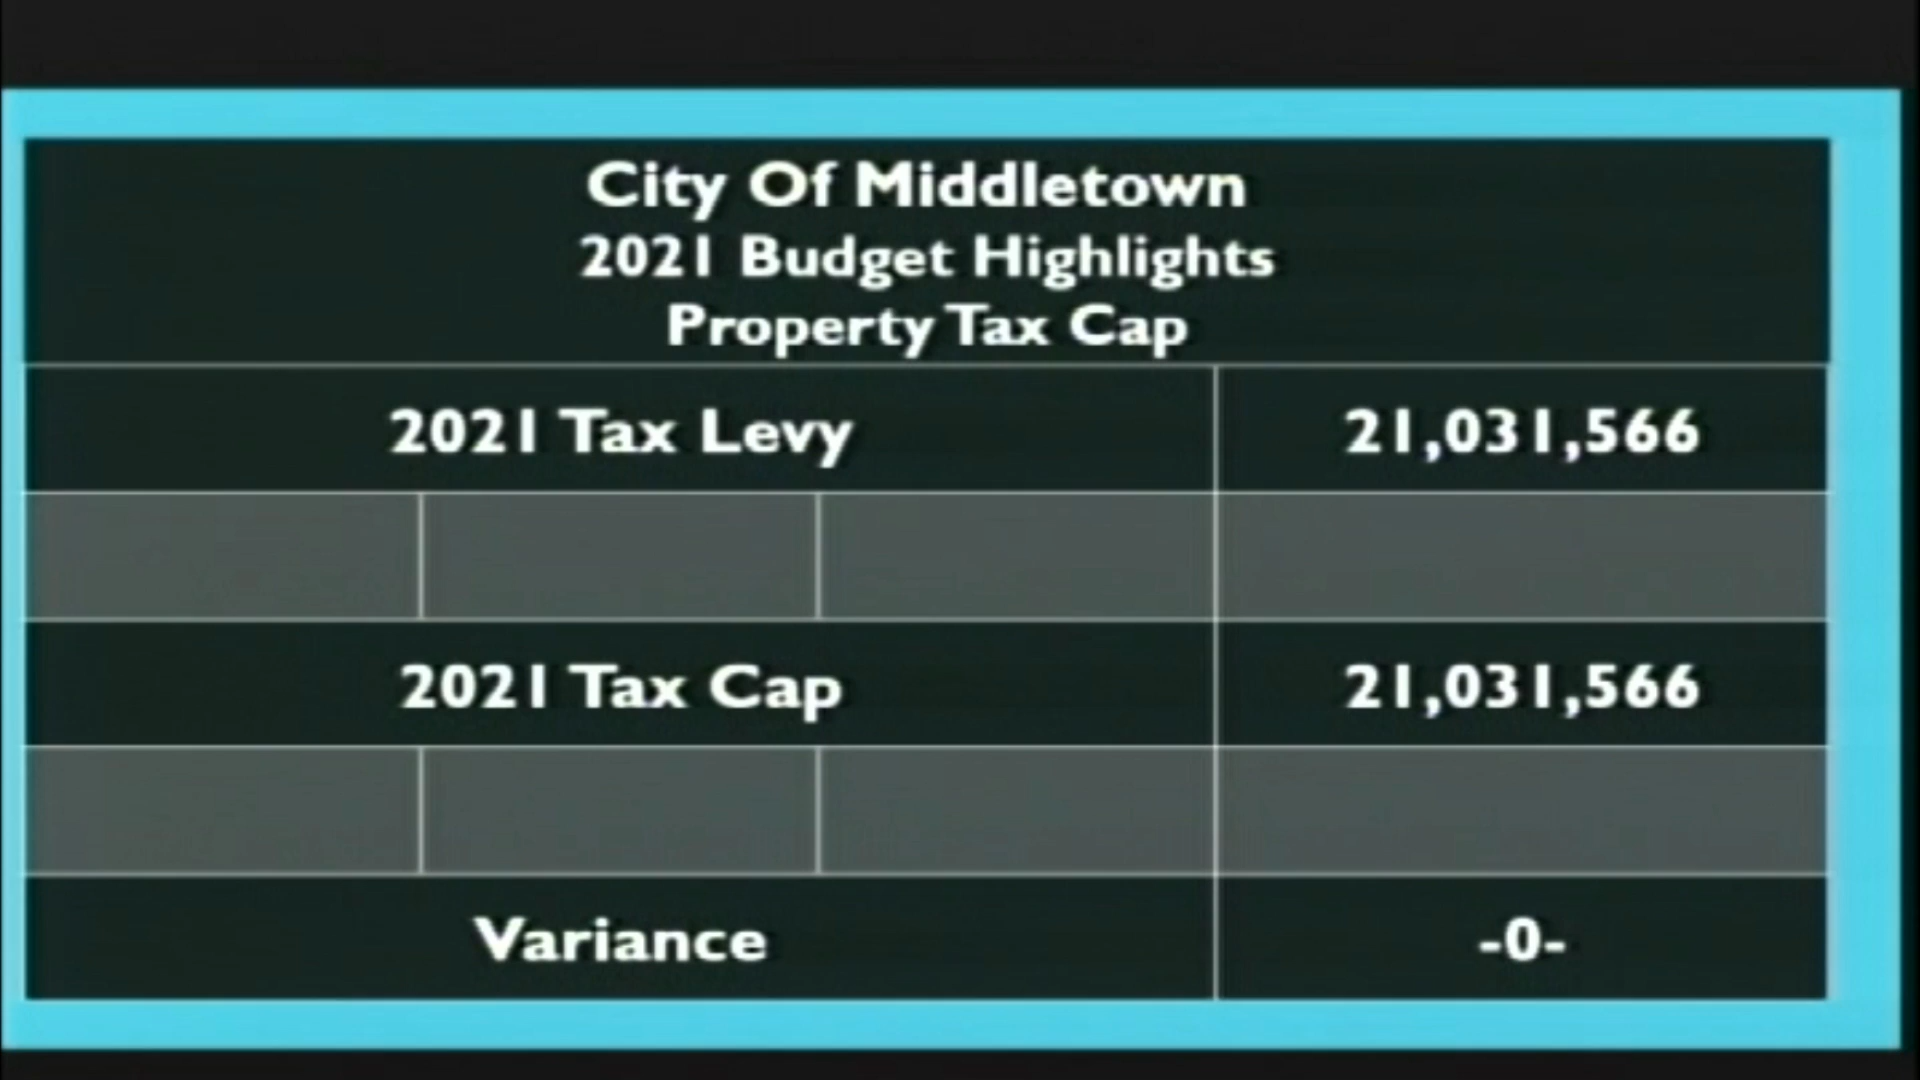 City Of Middletown
2021 Budget Highlights
Property Tax Cap
2021 Tax Levy 21,031,566
2021 Tax Cap 21,031,566
Variance -0-